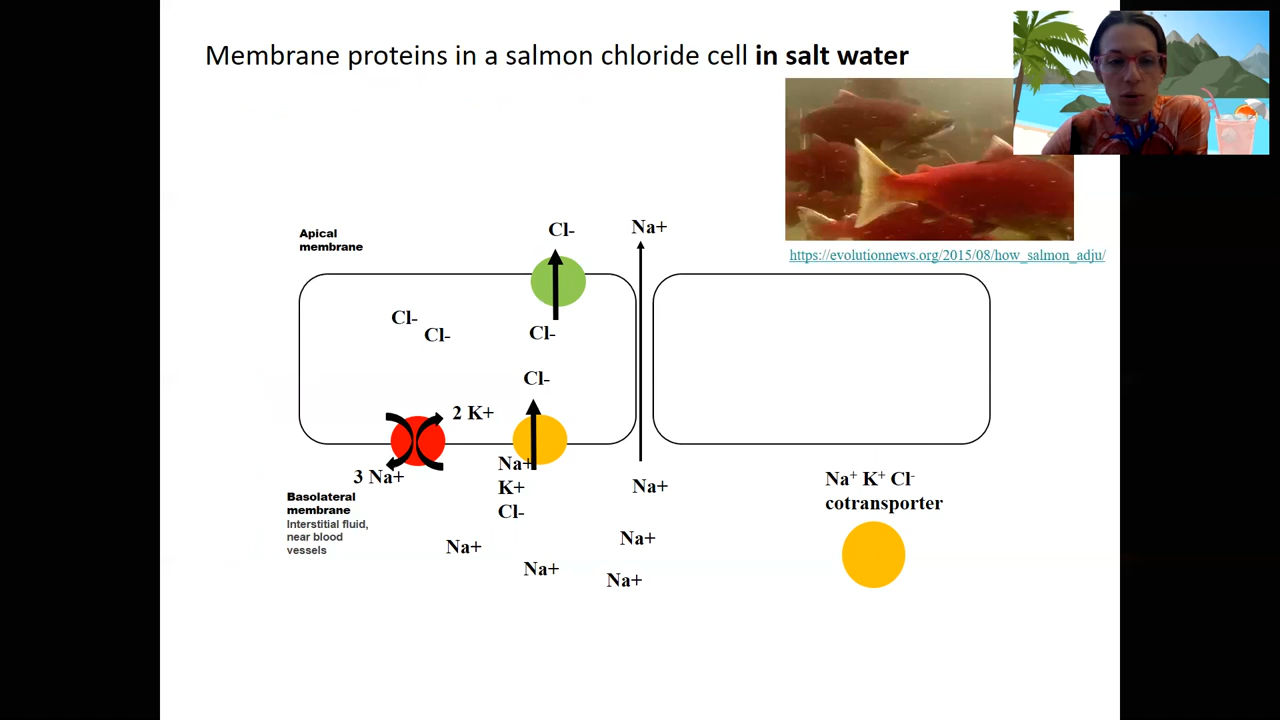 Membrane proteins in a salmon chloride cell in salt water
https://evolutionnews.org/2015/08/how_salmon_adju/
Apical
membrane
Cl-
Na+
Cl-
Cl-
Cl-
Cl-
2 K+
3 Na+
Na+
K+
Cl-
Na+
Basolateral
membrane
Interstitial fluid,
near blood
vessels
Na+
Na+
Na+
Na+
Na⁺ K⁺ Cl⁻
cotransporter